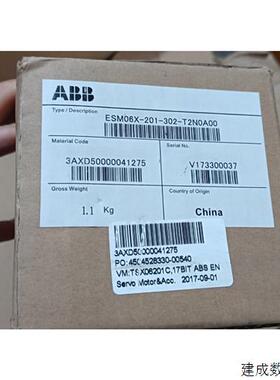 ABB
Type / Description
ESM06X-201-302-T2N0A00
Material Code
Serial No.
3AXD50000041275
V173300037
Gross Weight
Country of Origin
1.1 Kg
China
3AXD50000041275
PO:4504528330-00540
VM:TSX06201C,17BIT ABS EN
Servo Motor&Acc. 2017-09-01
建成数